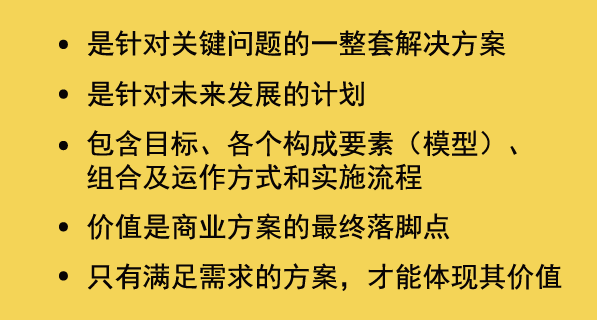 • 是针对关键问题的一整套解决方案
• 是针对未来发展的计划
• 包含目标、各个构成要素（模型）、
组合及运作方式和实施流程
• 价值是商业方案的最终落脚点
• 只有满足需求的方案，才能体现其价值